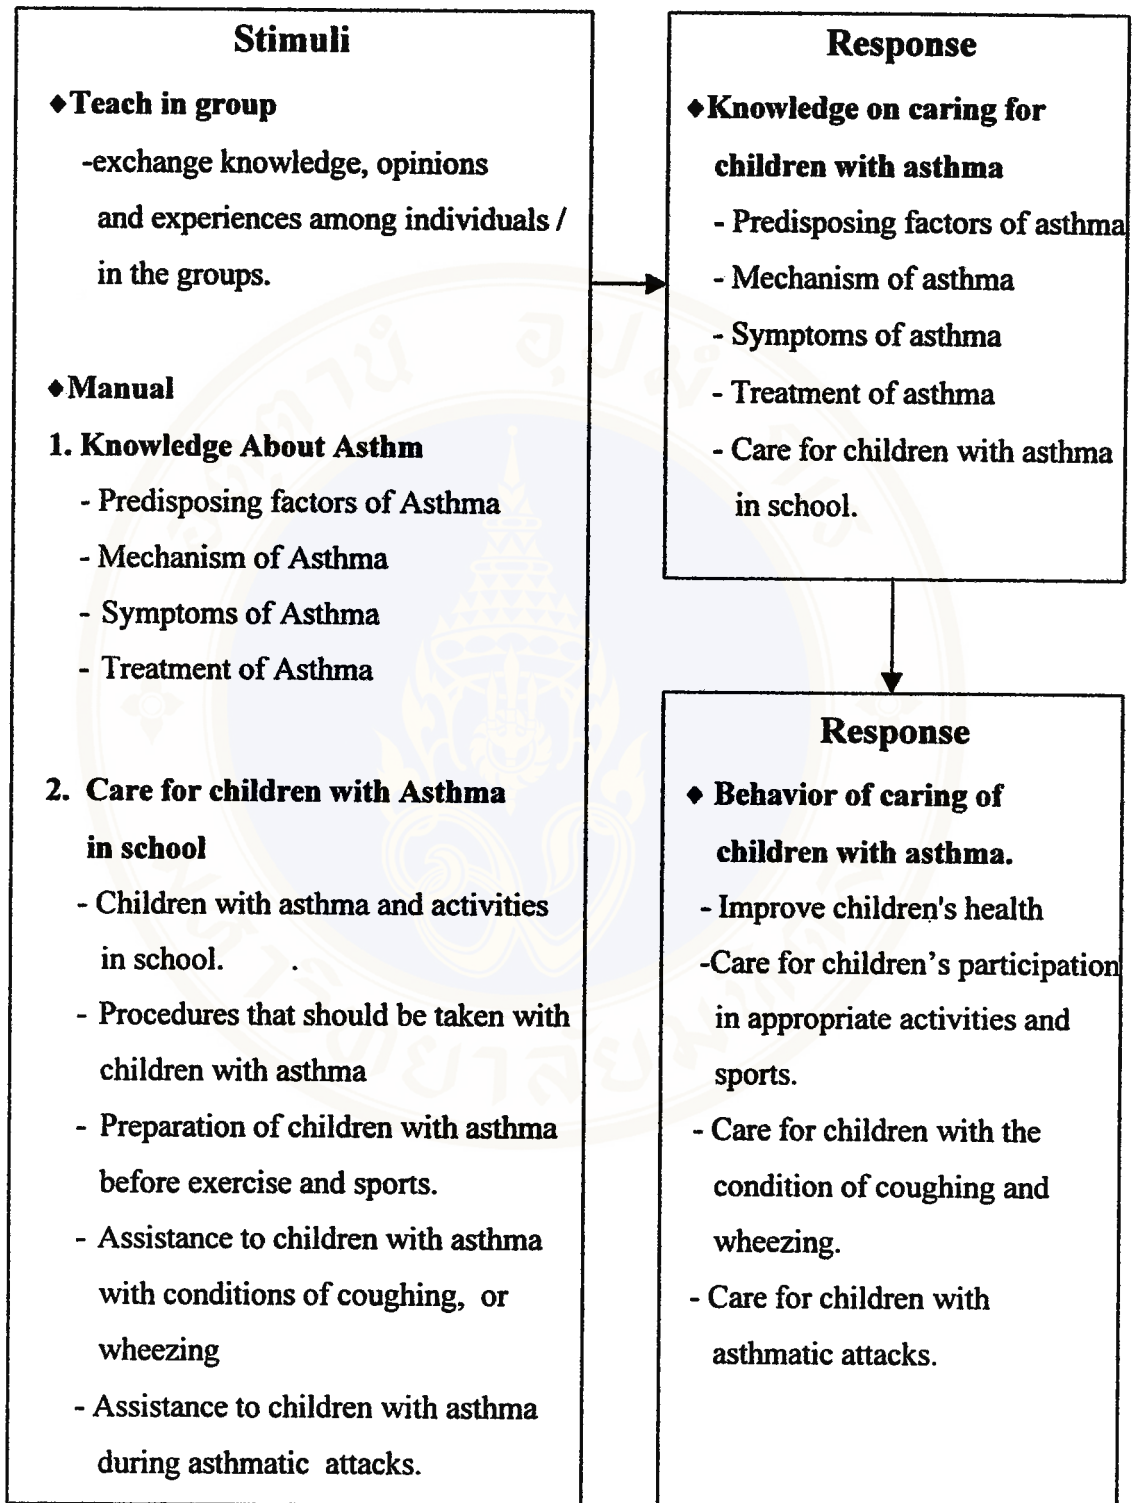 Stimuli
♦Teach in group
-exchange knowledge, opinions
and experiences among individuals /
in the groups.
♦Manual
1. Knowledge About Asthm
- Predisposing factors of Asthma
- Mechanism of Asthma
- Symptoms of Asthma
- Treatment of Asthma
2. Care for children with Asthma
in school
- Children with asthma and activities
in school. .
- Procedures that should be taken with
children with asthma
- Preparation of children with asthma
before exercise and sports.
- Assistance to children with asthma
with conditions of coughing, or
wheezing
- Assistance to children with asthma
during asthmatic attacks.
Response
♦Knowledge on caring for
children with asthma
- Predisposing factors of asthma
- Mechanism of asthma
- Symptoms of asthma
- Treatment of asthma
- Care for children with asthma
in school.
Response
♦ Behavior of caring of
children with asthma.
- Improve children's health
-Care for children’s participation
in appropriate activities and
sports.
- Care for children with the
condition of coughing and
wheezing.
- Care for children with
asthmatic attacks.